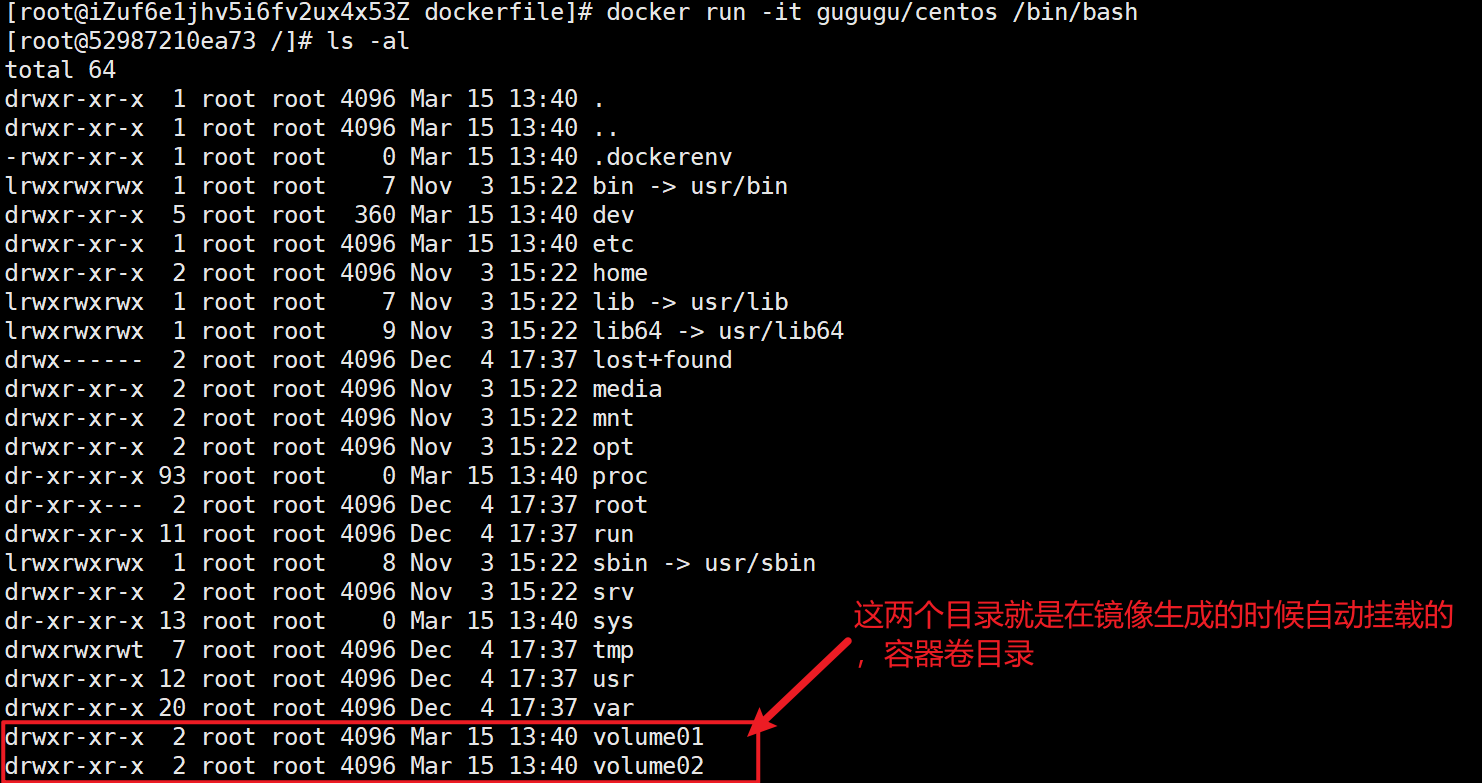 [root@iZuf6e1jhv5i6fv2ux4x53Z dockerfile]# docker run -it gugugu/centos /bin/bash
[root@52987210ea73 /]# ls -al
total 64
drwxr-xr-x  1 root root 4096 Mar 15 13:40 .
drwxr-xr-x  1 root root 4096 Mar 15 13:40 ..
-rwxr-xr-x  1 root root    0 Mar 15 13:40 .dockerenv
lrwxrwxrwx  1 root root    7 Nov  3 15:22 bin -> usr/bin
drwxr-xr-x  5 root root  360 Mar 15 13:40 dev
drwxr-xr-x  1 root root 4096 Mar 15 13:40 etc
drwxr-xr-x  2 root root 4096 Nov  3 15:22 home
lrwxrwxrwx  1 root root    7 Nov  3 15:22 lib -> usr/lib
lrwxrwxrwx  1 root root    9 Nov  3 15:22 lib64 -> usr/lib64
drwx------  2 root root 4096 Dec  4 17:37 lost+found
drwxr-xr-x  2 root root 4096 Nov  3 15:22 media
drwxr-xr-x  2 root root 4096 Nov  3 15:22 mnt
drwxr-xr-x  2 root root 4096 Nov  3 15:22 opt
dr-xr-xr-x 93 root root    0 Mar 15 13:40 proc
dr-xr-x---  2 root root 4096 Dec  4 17:37 root
drwxr-xr-x 11 root root 4096 Dec  4 17:37 run
lrwxrwxrwx  1 root root    8 Nov  3 15:22 sbin -> usr/sbin
drwxr-xr-x  2 root root 4096 Nov  3 15:22 srv
dr-xr-xr-x 13 root root    0 Mar 15 13:40 sys
drwxrwxrwt  7 root root 4096 Dec  4 17:37 tmp
drwxr-xr-x 12 root root 4096 Dec  4 17:37 usr
drwxr-xr-x 20 root root 4096 Dec  4 17:37 var
drwxr-xr-x  2 root root 4096 Mar 15 13:40 volume01
drwxr-xr-x  2 root root 4096 Mar 15 13:40 volume02
这两个目录就是在镜像生成的时候自动挂载的
，容器卷目录